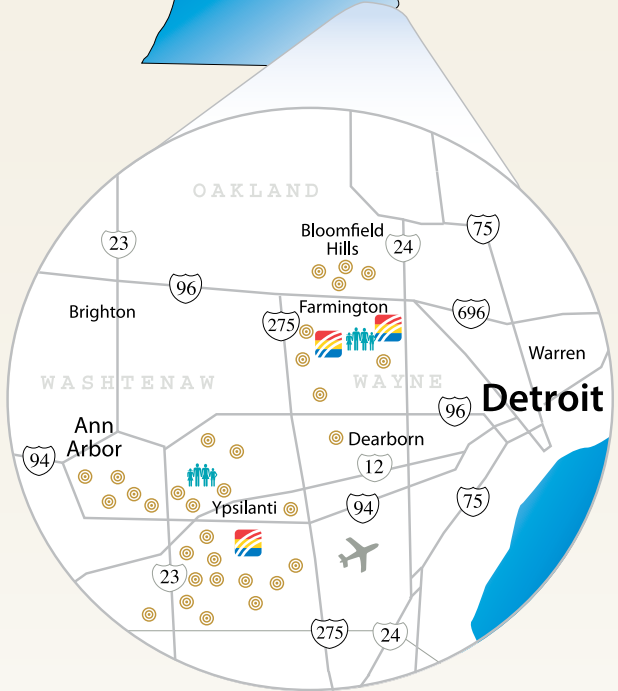 OAKLAND
Bloomfield
Hills
75
23
24
96
Brighton
Farmington
275
696
Warren
WASHTENAW
WAYNE
Detroit
96
Ann
Arbor
Dearborn
94
12
Ypsilanti
94
75
23
275
24